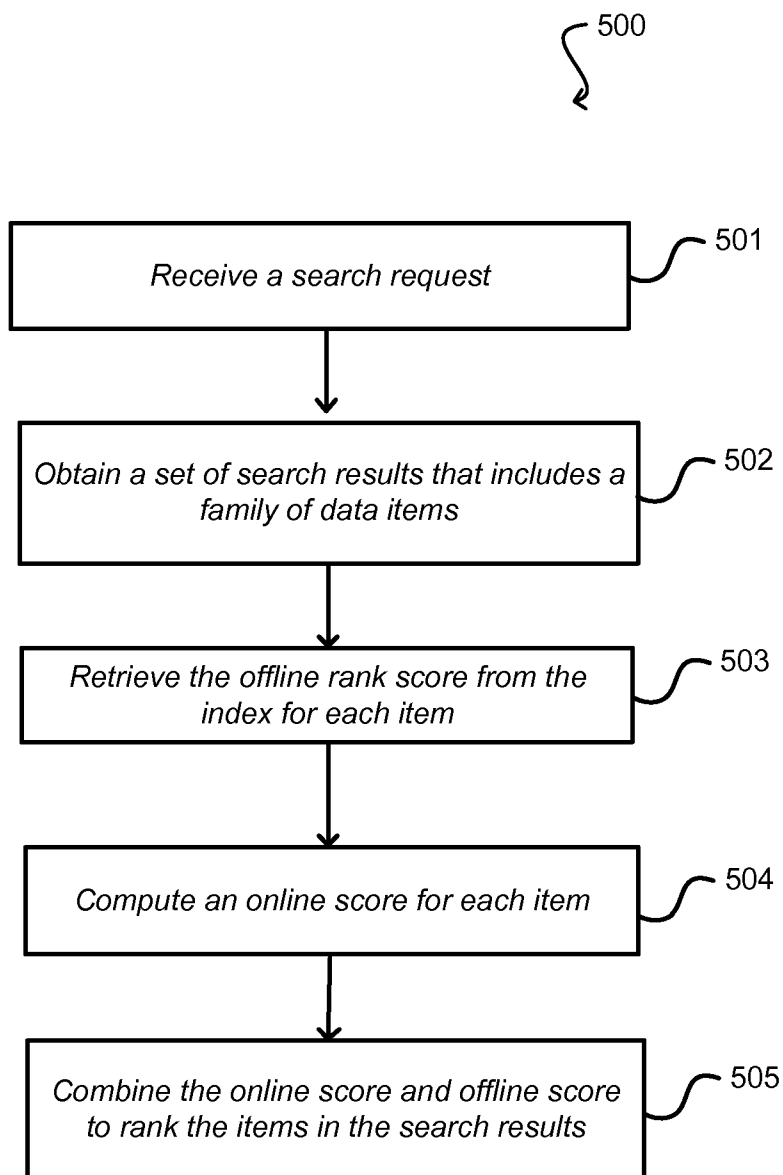 500
Receive a search request
501
Obtain a set of search results that includes a
family of data items
502
Retrieve the offline rank score from the
index for each item
503
Compute an online score for each item
504
Combine the online score and offline score
to rank the items in the search results
505